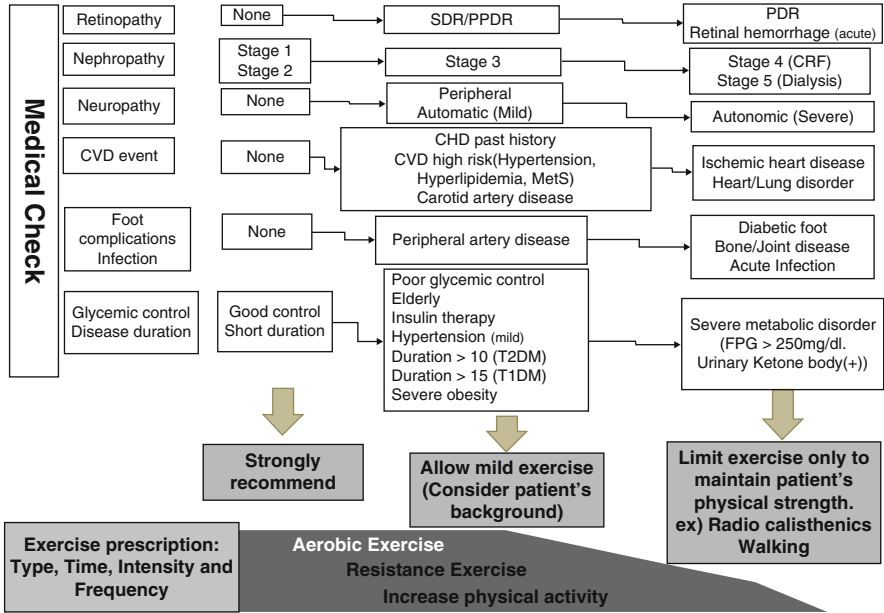 Medical Check
Retinopathy
None
SDR/PPDR
PDR
Retinal hemorrhage (acute)
Nephropathy
Stage 1
Stage 2
Stage 3
Stage 4 (CRF)
Stage 5 (Dialysis)
Neuropathy
None
Peripheral
Automatic (Mild)
Autonomic (Severe)
CVD event
None
CHD past history
CVD high risk(Hypertension,
Hyperlipidemia, MetS)
Carotid artery disease
Ischemic heart disease
Heart/Lung disorder
Foot
complications
Infection
None
Peripheral artery disease
Diabetic foot
Bone/Joint disease
Acute Infection
Glycemic control
Disease duration
Good control
Short duration
Poor glycemic control
Elderly
Insulin therapy
Hypertension (mild)
Duration > 10 (T2DM)
Duration > 15 (T1DM)
Severe obesity
Severe metabolic disorder
(FPG > 250mg/dl.
Urinary Ketone body(+))
Strongly
recommend
Allow mild exercise
(Consider patient's
background)
Limit exercise only to
maintain patient's
physical strength.
ex) Radio calisthenics
Walking
Exercise prescription:
Type, Time, Intensity and
Frequency
Aerobic Exercise
Resistance Exercise
Increase physical activity